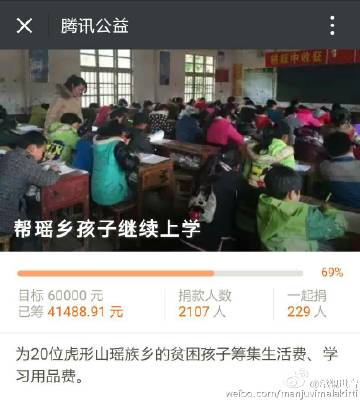 腾讯公益
帮瑶乡孩子继续上学
69%
目标 60000 元
捐款人数
一起捐
已筹 41488.91 元
2107 人
229 人
为20位虎形山瑶族乡的贫困孩子筹集生活费、学
习用品费。
weibo.com/manjuvimalakirti